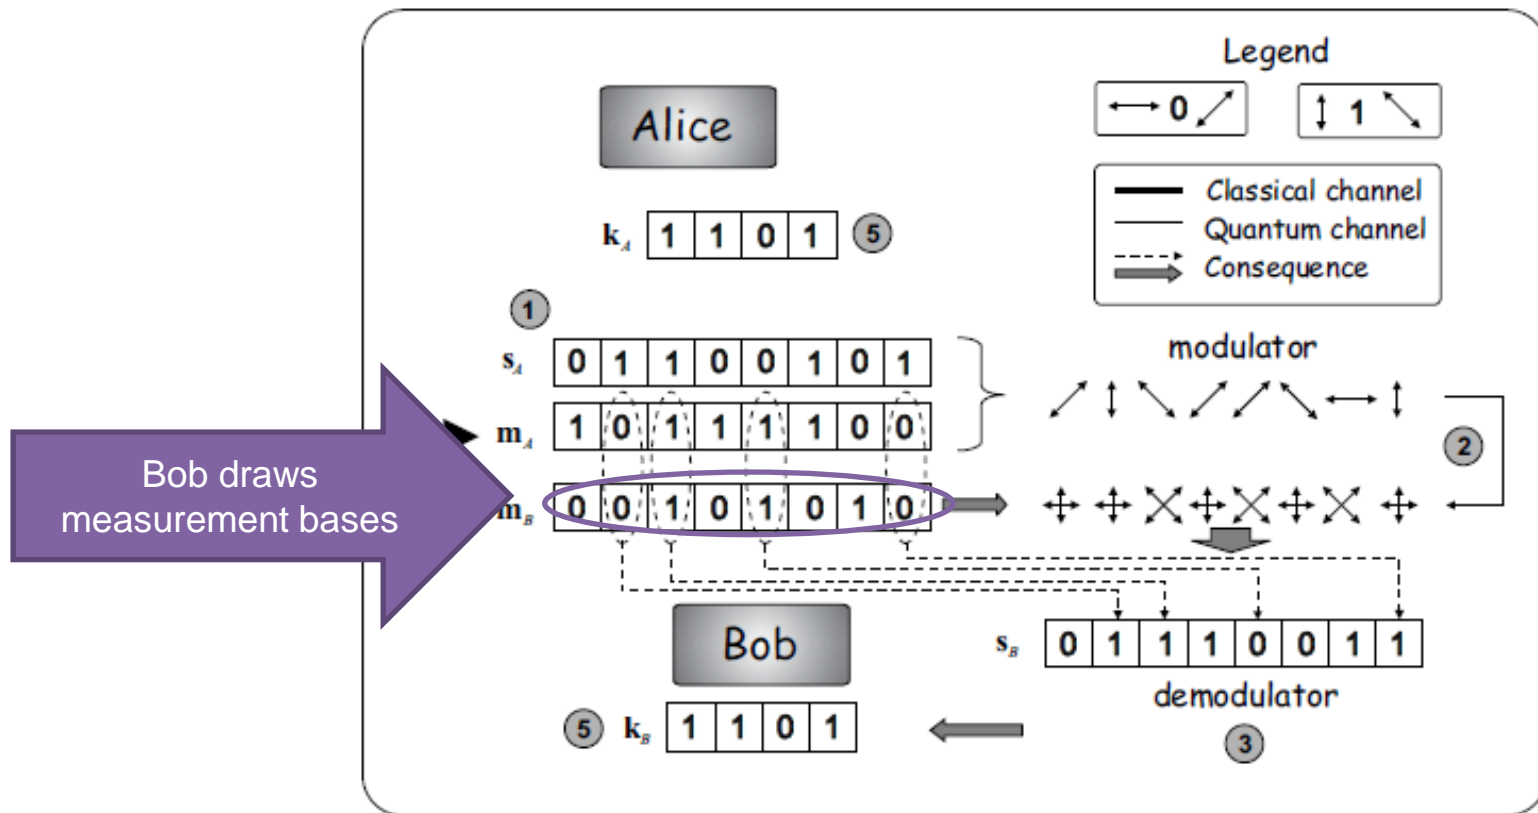 Legend
0
1
Alice
Classical channel
Quantum channel
Consequence
k_A 1 1 0 1 5
1
s_A 0 1 1 0 0 1 0 1
modulator
m_A 1 0 1 1 1 1 0 0
2
Bob draws
measurement bases
m_B 0 0 1 0 1 0 1 0
Bob
s_B 0 1 1 1 0 0 1 1
demodulator
5 k_B 1 1 0 1
3